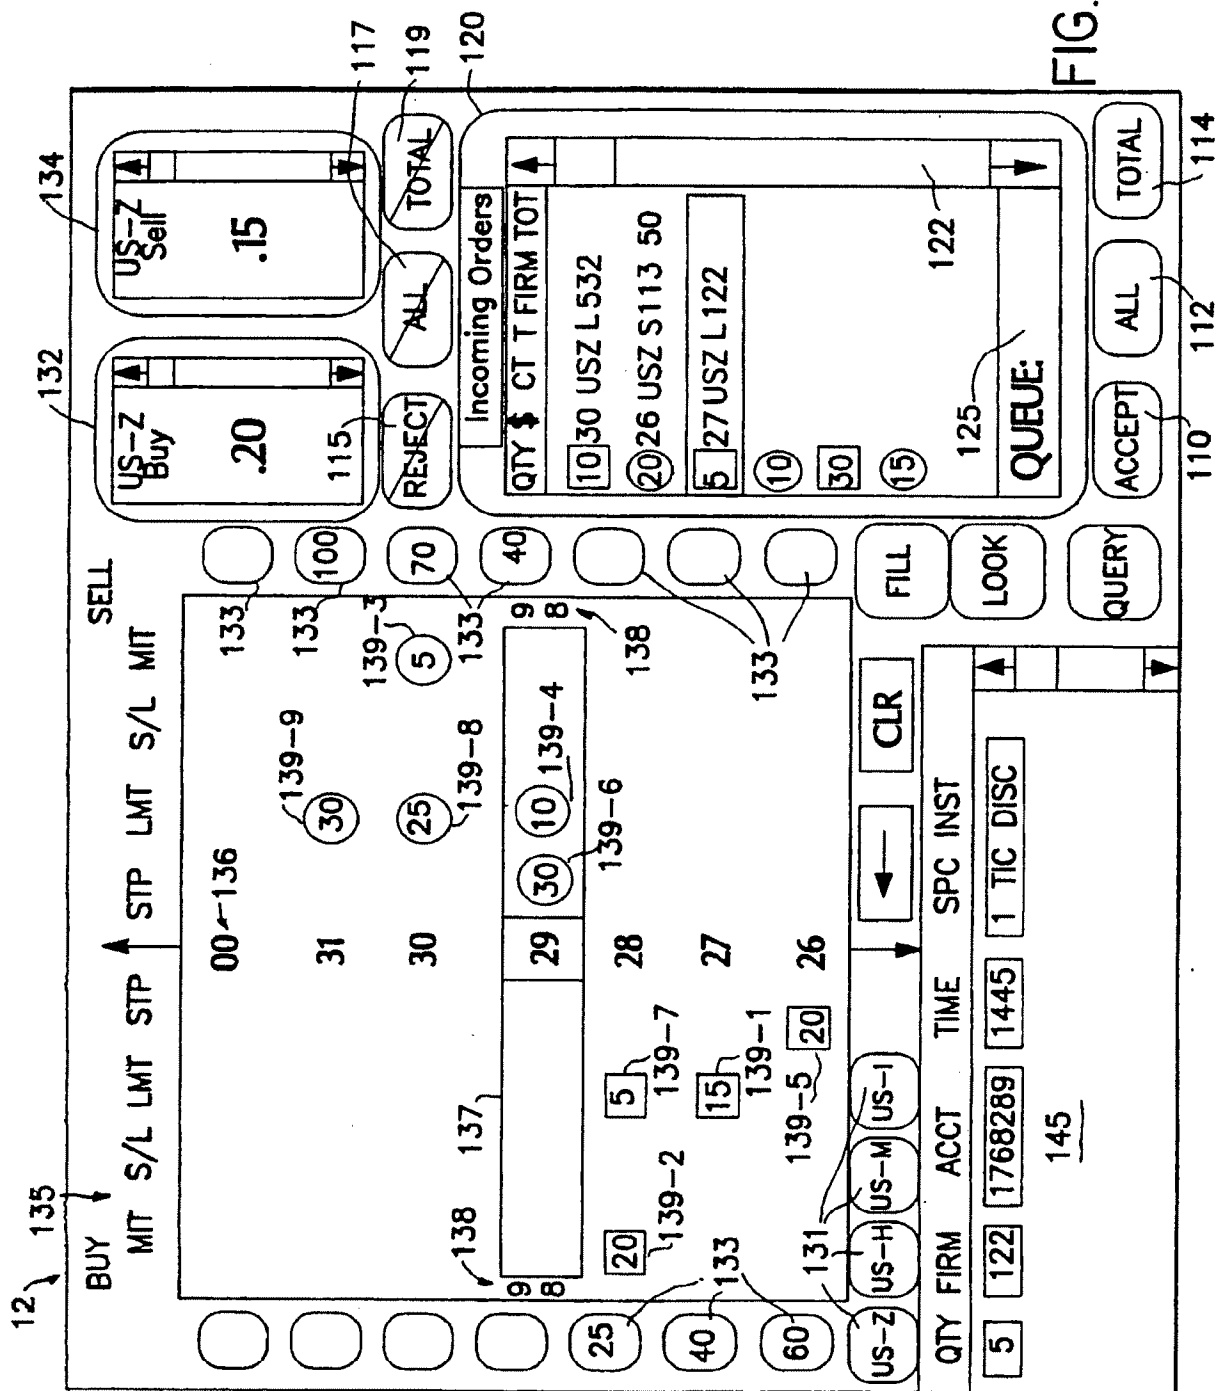 12
135
BUY
SELL
MIT S/L LMT STP STP LMT S/L MIT
00 136
133
31
30 139-9
100
133
30
25 139-8
5 139-3
70
133
137
138
9
8
29
30 139-6
10 139-4
9
8
138
40
20
139-2
5
139-7
28
25
133
15
139-1
27
40
133
20
139-5
26
60
US-Z US-H US-M US-I
131
← CLR
FILL
LOOK
QUERY
QTY FIRM ACCT TIME SPC INST
5 122 1768289 1445 1 TIC DISC
145
132
US-Z
Buy
.20
134
US-Z
Sell
.15
115
REJECT ALL TOTAL
117
119
120
Incoming Orders
QTY $ CT T FIRM TOT
10 30 USZ L532
20 26 USZ S113 50
5 27 USZ L122
10
30
15
122
125
QUEUE:
ACCEPT ALL TOTAL
110
112
114
FIG.